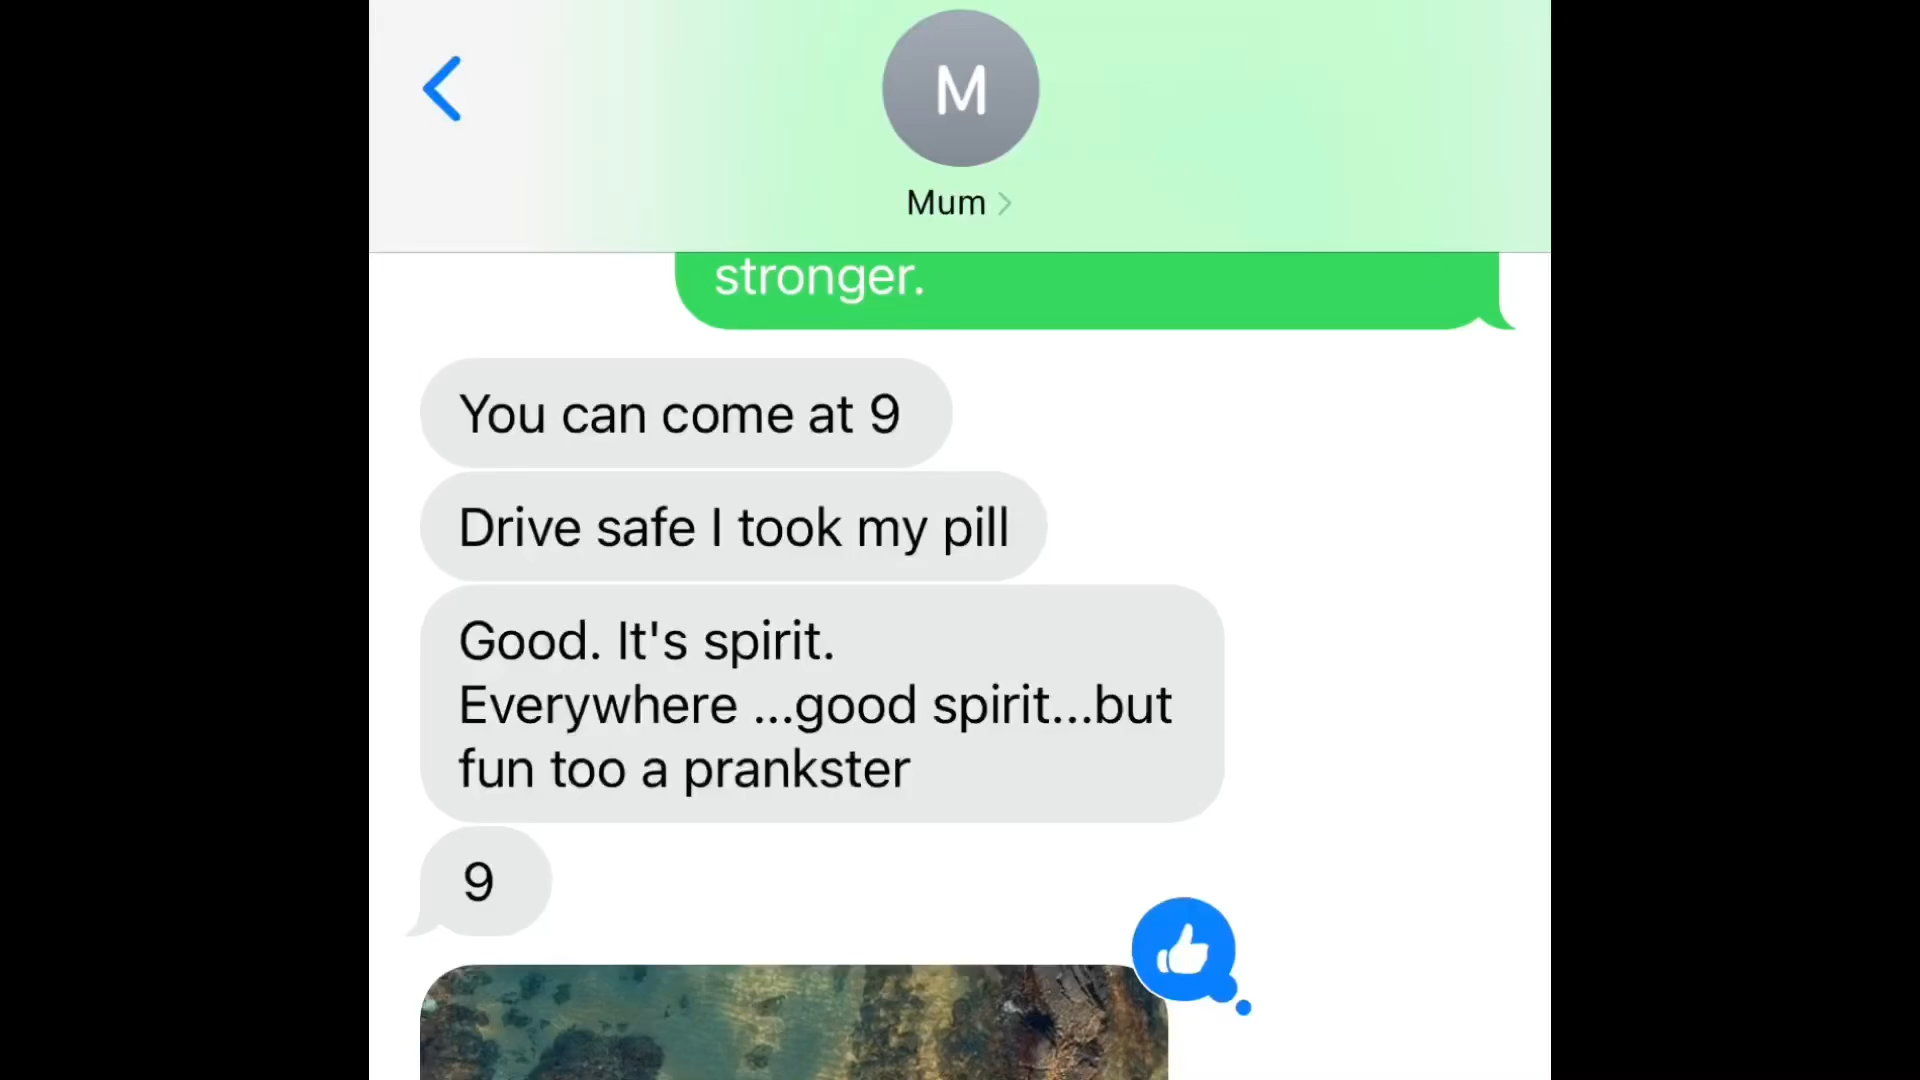 M
Mum
stronger.
You can come at 9
Drive safe I took my pill
Good. It's spirit.
Everywhere ...good spirit...but
fun too a prankster
9